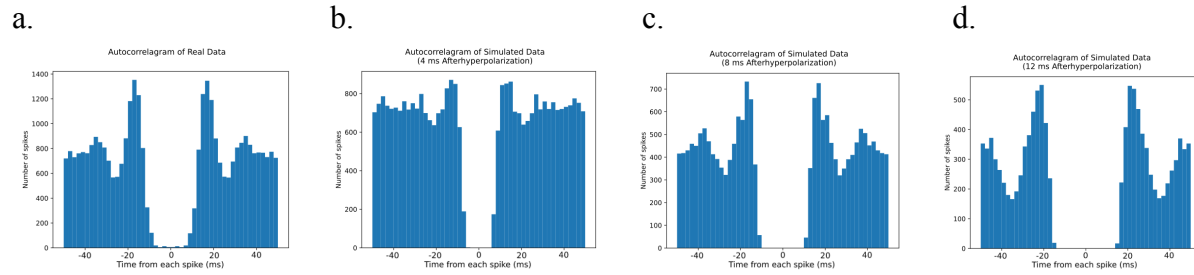 a.
Autocorrelagram of Real Data
Number of spikes
1400
1200
1000
800
600
400
200
0
-40
-20
0
20
40
Time from each spike (ms)
b.
Autocorrelagram of Simulated Data
(4 ms Afterhyperpolarization)
Number of spikes
800
600
400
200
0
-40
-20
0
20
40
Time from each spike (ms)
c.
Autocorrelagram of Simulated Data
(8 ms Afterhyperpolarization)
Number of spikes
700
600
500
400
300
200
100
0
-40
-20
0
20
40
Time from each spike (ms)
d.
Autocorrelagram of Simulated Data
(12 ms Afterhyperpolarization)
Number of spikes
500
400
300
200
100
0
-40
-20
0
20
40
Time from each spike (ms)